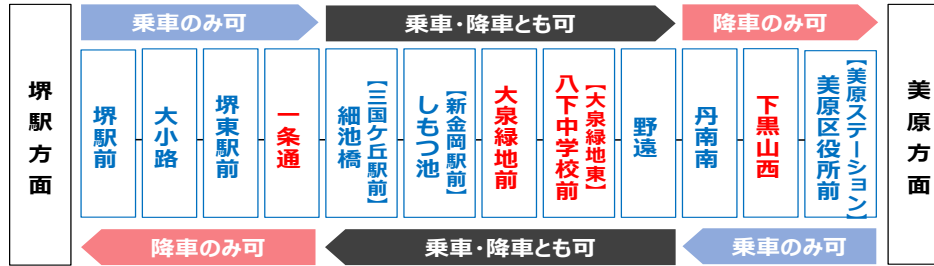 乗車のみ可
乗車・降車とも可
降車のみ可
堺駅方面
堺駅前
大小路
堺東駅前
一条通
細池橋
【三国ケ丘駅前】
しもつ池
【新金岡駅前】
大泉緑地前
八下中学校前
【大泉緑地東】
野遠
丹南南
下黒山西
美原区役所前
【美原ステーション】
美原方面
降車のみ可
乗車・降車とも可
乗車のみ可